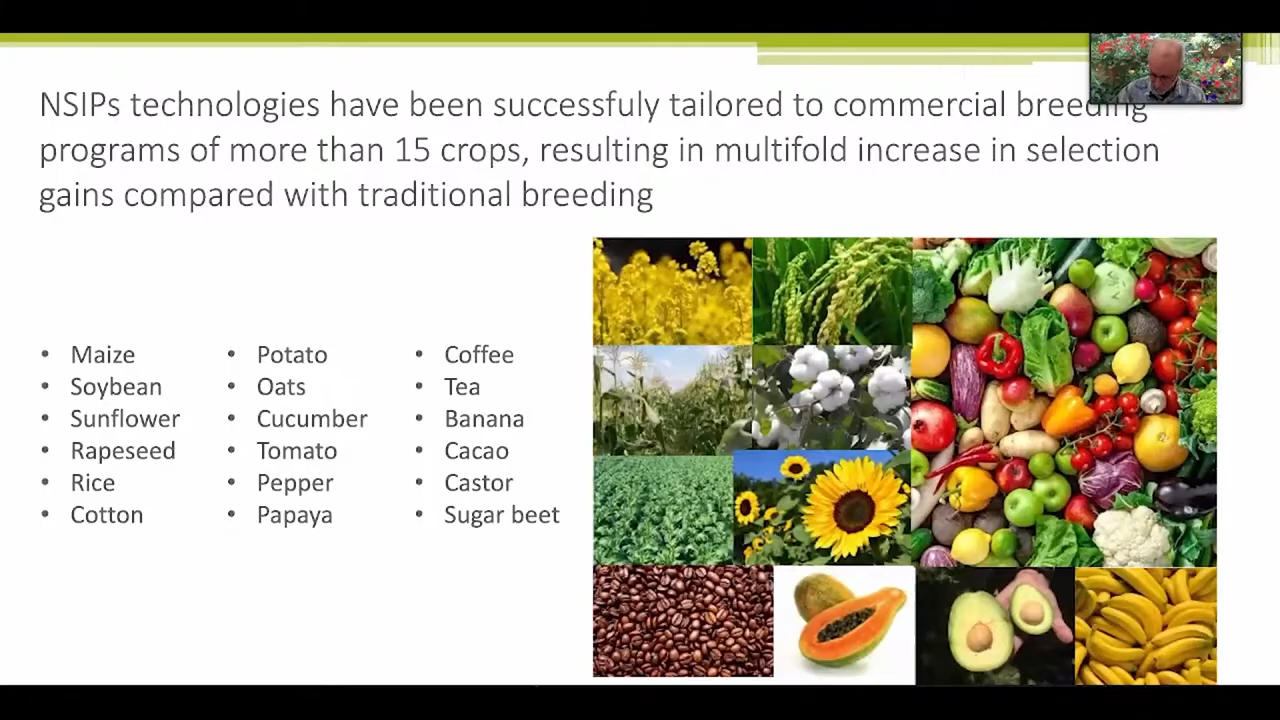 NSIPs technologies have been successfuly tailored to commercial breeding
programs of more than 15 crops, resulting in multifold increase in selection
gains compared with traditional breeding
• Maize
• Soybean
• Sunflower
• Rapeseed
• Rice
• Cotton
• Potato
• Oats
• Cucumber
• Tomato
• Pepper
• Papaya
• Coffee
• Tea
• Banana
• Cacao
• Castor
• Sugar beet